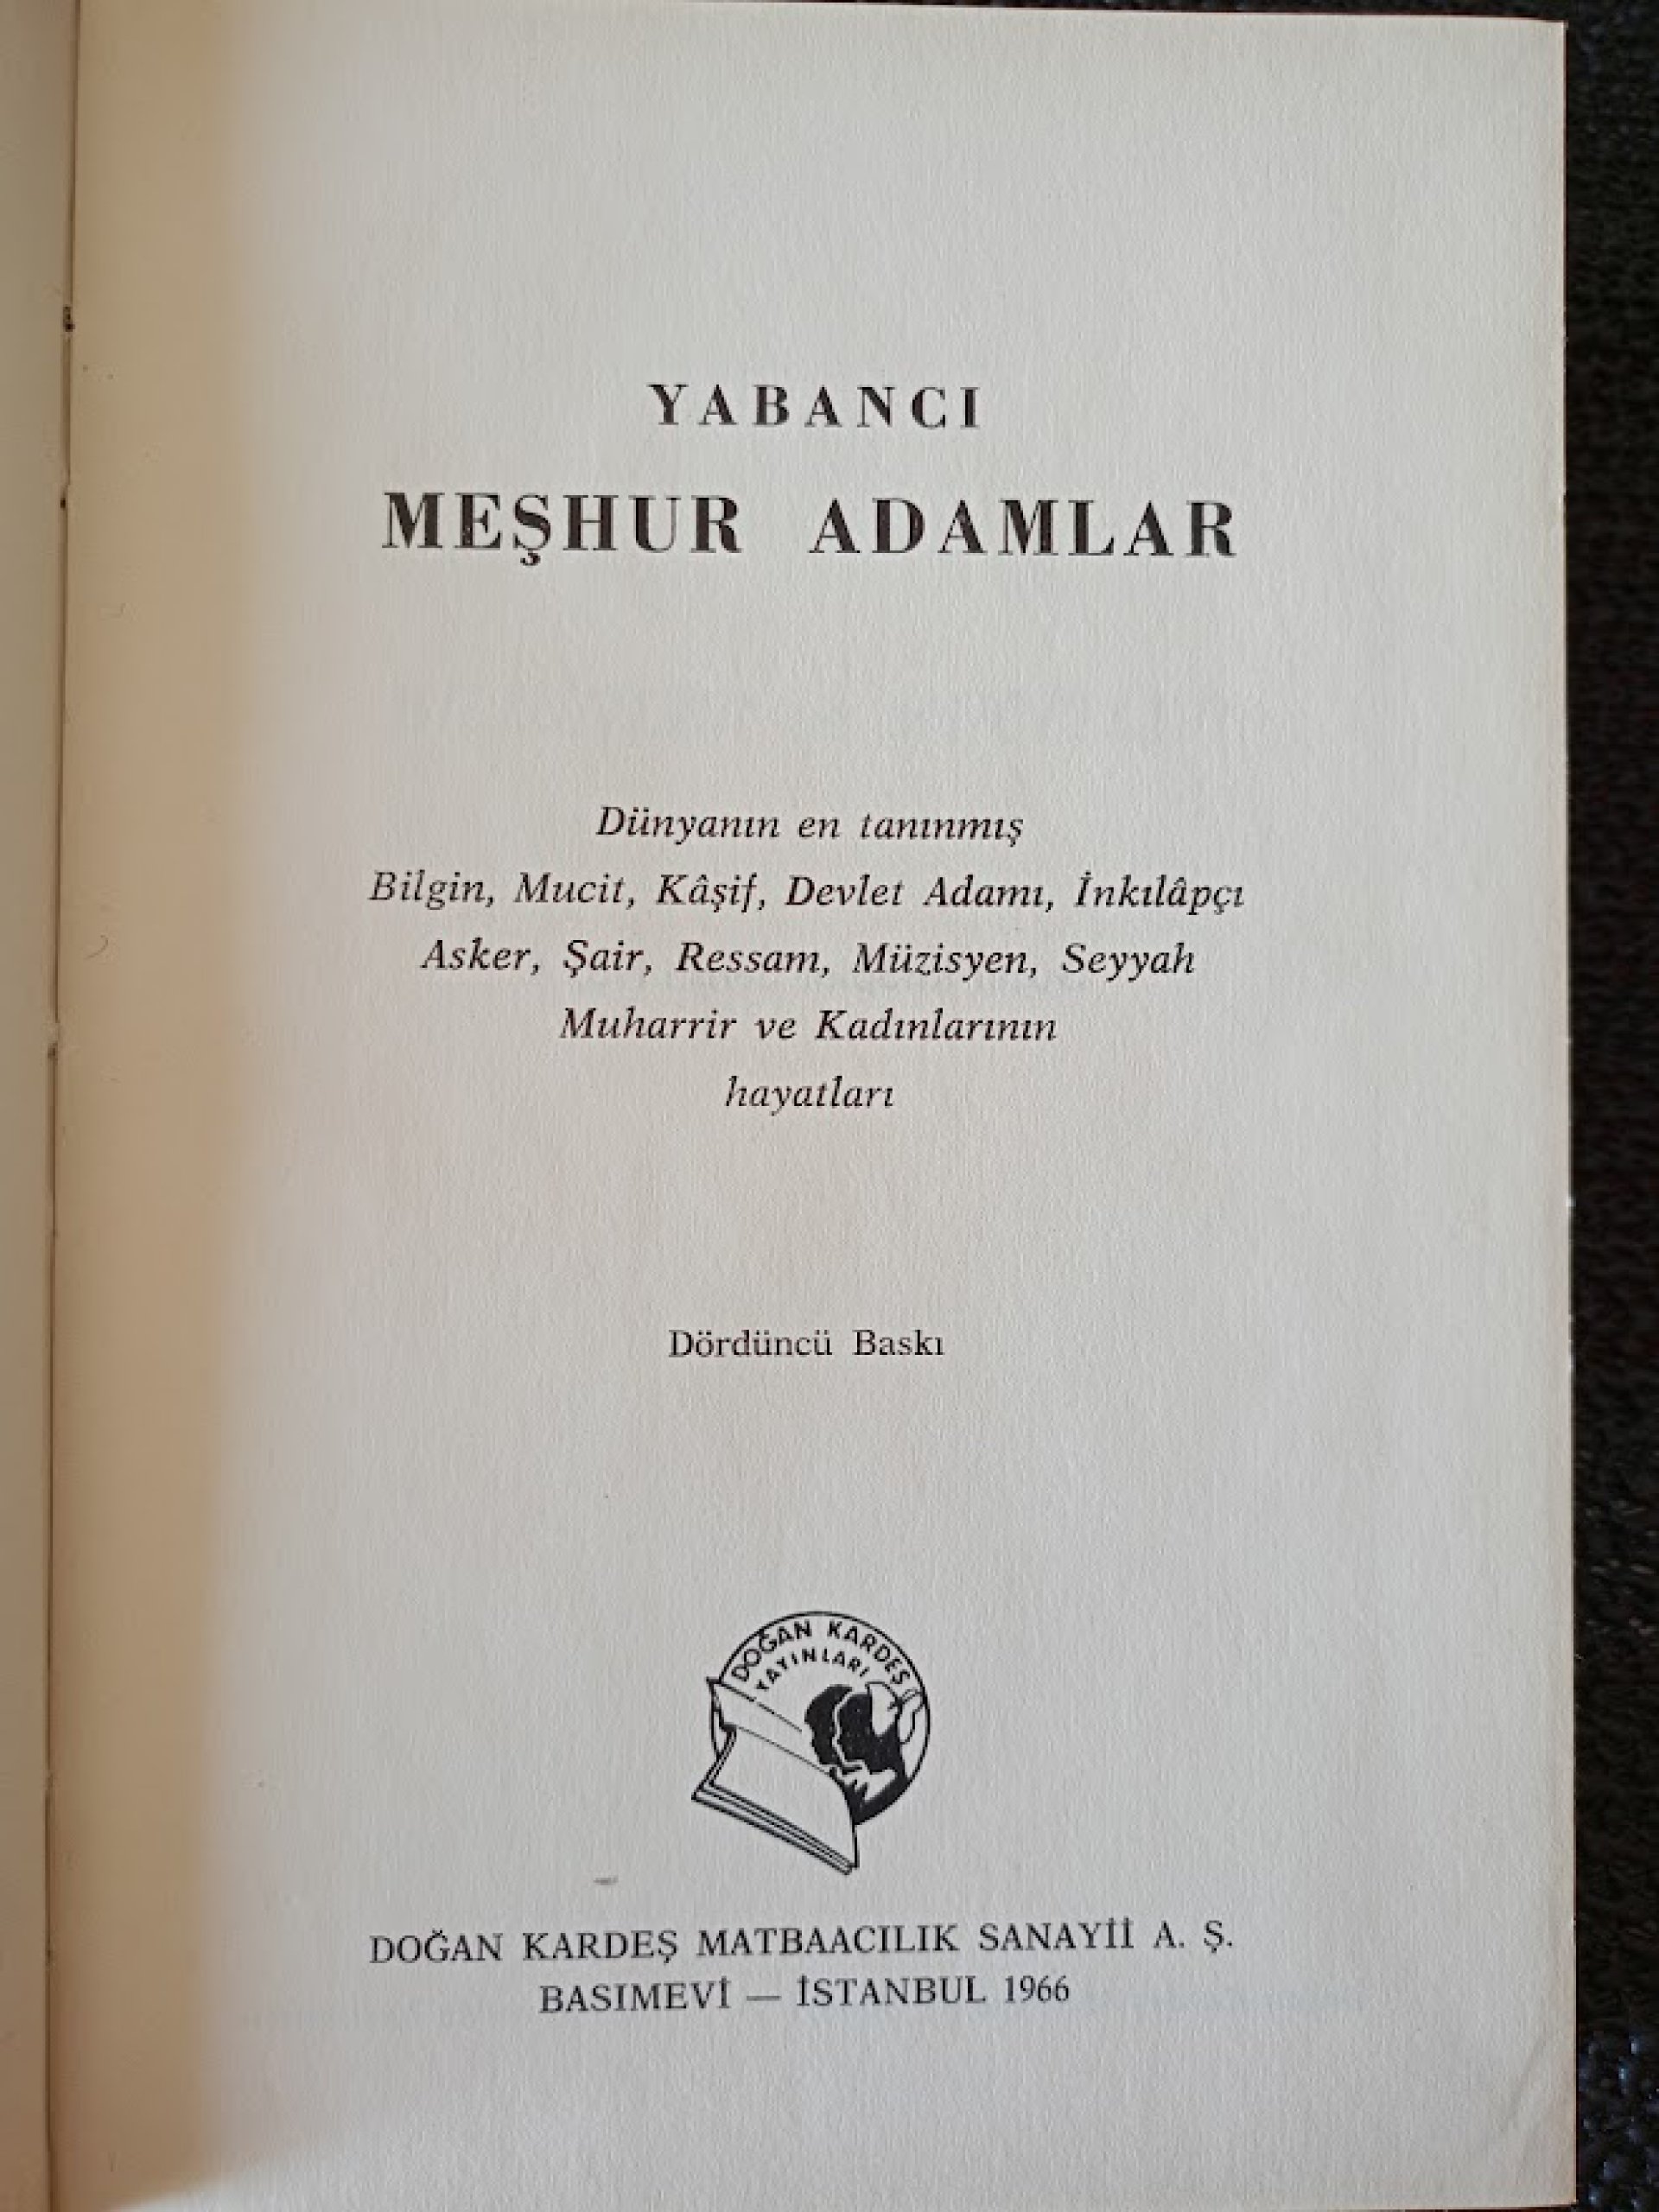 YABANCI
MEŞHUR ADAMLAR
Dünyanın en tanınmış
Bilgin, Mucit, Kâşif, Devlet Adamı, İnkılâpçı
Asker, Şair, Ressam, Müzisyen, Seyyah
Muharrir ve Kadınlarının
hayatları
Dördüncü Baskı
DOĞAN KARDEŞ
YAYINLARI
DOĞAN KARDEŞ MATBAACILIK SANAYİİ A. Ş.
BASIMEVİ — İSTANBUL 1966